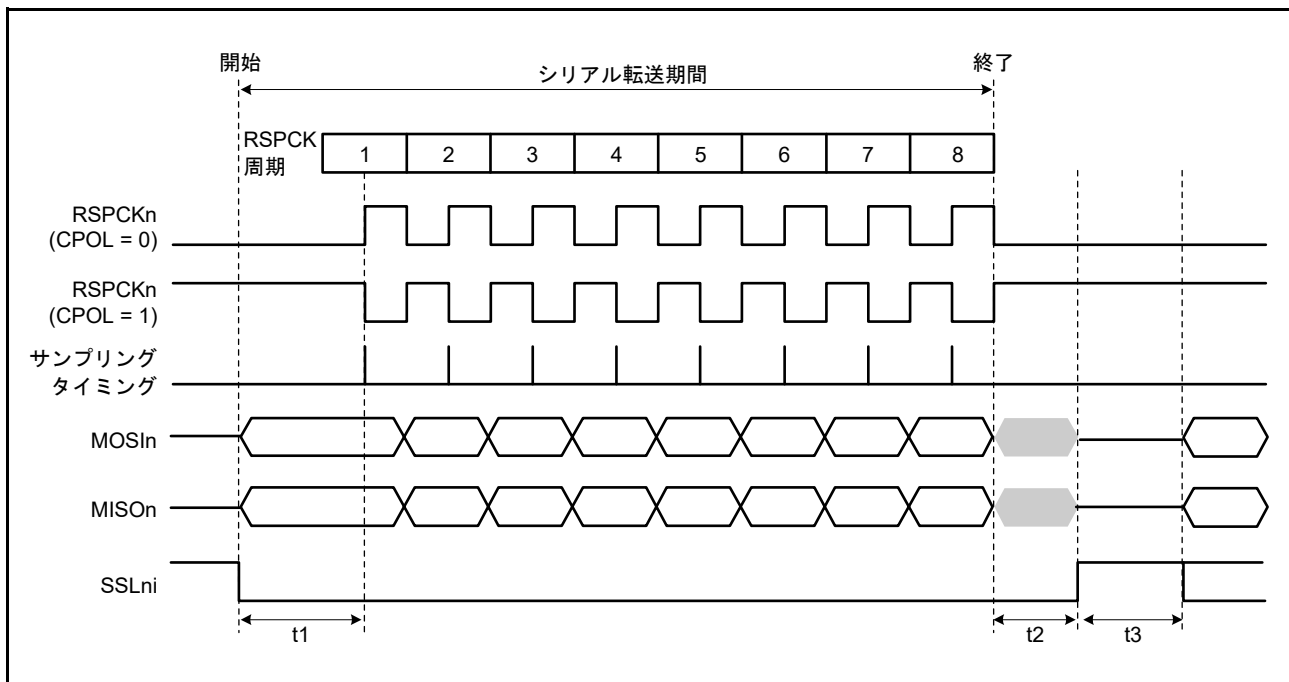 開始
シリアル転送期間
終了
RSPCK
周期
1 2 3 4 5 6 7 8
RSPCKn
(CPOL = 0)
RSPCKn
(CPOL = 1)
サンプリング
タイミング
MOSIn
MISOn
SSLni
t1
t2
t3